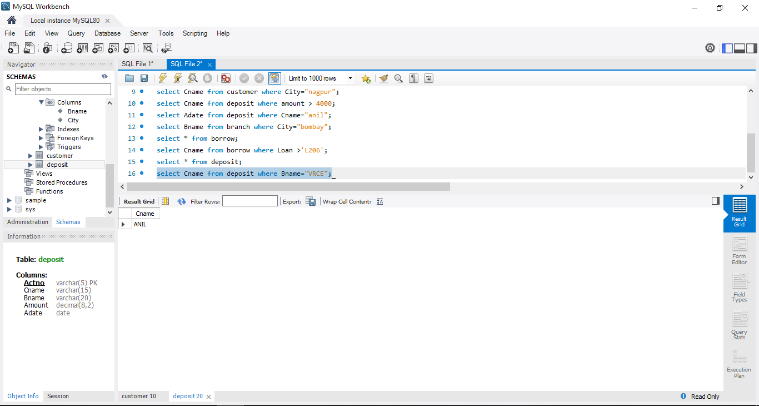 MySQL Workbench
Local instance MySQL80 ×
File Edit View Query Database Server Tools Scripting Help
Navigator
SQL File 1*
SQL File 2* ×
SCHEMAS
Filter objects
Limit to 1000 rows
Columns
Bname
City
Indexes
Foreign Keys
Triggers
customer
deposit
Views
Stored Procedures
Functions
sample
sys
Administration Schemas
9 select Cname from customer where City="nagpur";
10 select Cname from deposit where amount > 4000;
11 select Adate from deposit where Cname="anil";
12 select Bname from branch where City="bombay";
13 select * from borrow;
14 select Cname from borrow where Loan >'L206';
15 select * from deposit;
16 select Cname from deposit where Bname="VRCE";
Result Grid Filter Rows: Export: Wrap Cell Content:
Cname
ANIL
Result Grid
Form Editor
Field Types
Query Stats
Execution Plan
Information
Table: deposit
Columns:
Actno varchar(5) PK
Cname varchar(15)
Bname varchar(20)
Amount decimal(8,2)
Adate date
Object Info Session
customer 10
deposit 20 ×
Read Only